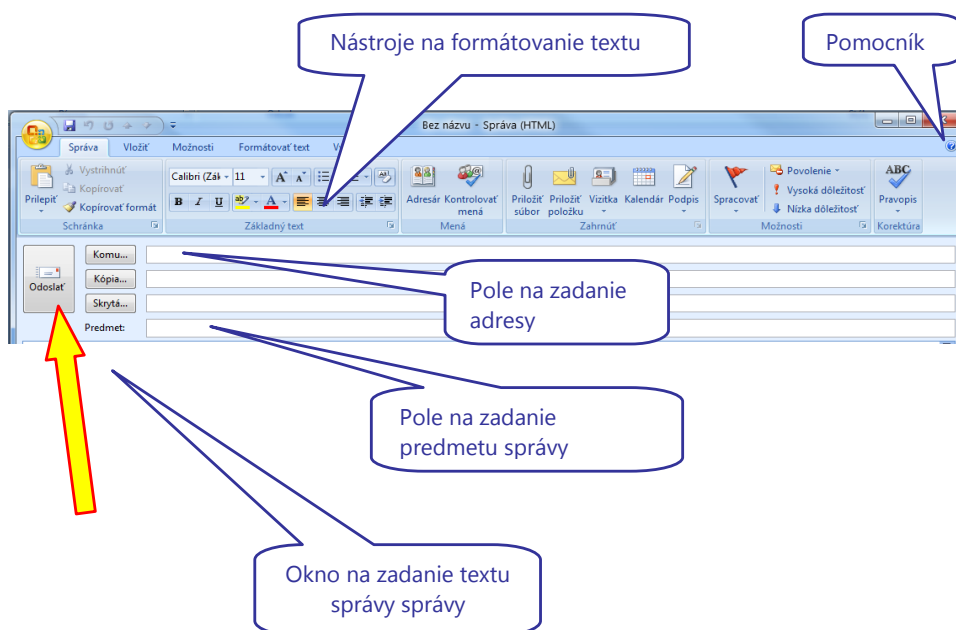 Nástroje na formátovanie textu
Pomocník
Bez názvu - Správa (HTML)
Správa Vložiť Možnosti Formátovať text
Prilepiť
Vystrihnúť
Kopírovať
Kopírovať formát
Schránka
Calibri (Zákl 11
B I U
Základný text
Adresár Kontrolovať mená
Mená
Priložiť súbor Priložiť položku Vizitka Kalendár Podpis
Zahrnúť
Spracovať
Povolenie
Vysoká dôležitosť
Nízka dôležitosť
Možnosti
ABC
Pravopis
Korektúra
Odoslať
Komu...
Kópia...
Skrytá...
Predmet:
Pole na zadanie
adresy
Pole na zadanie
predmetu správy
Okno na zadanie textu
správy správy